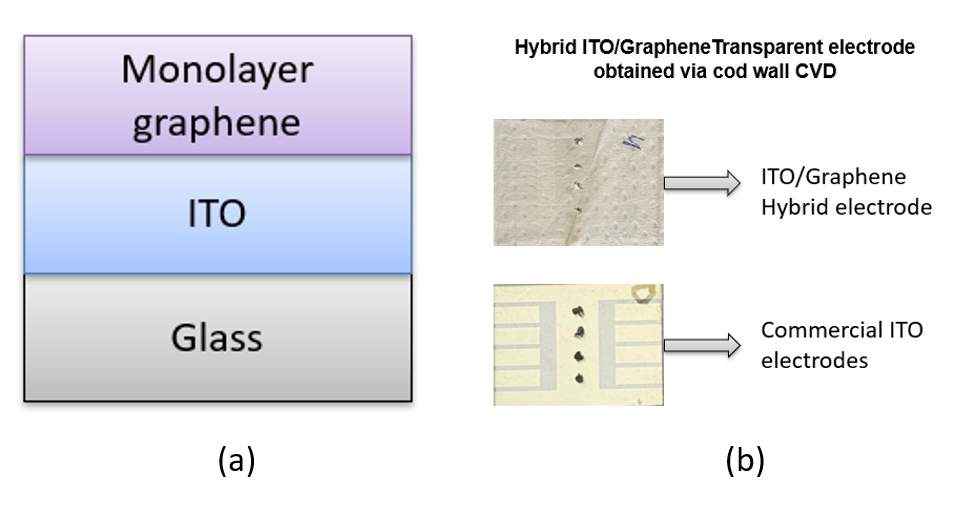 Monolayer
graphene
ITO
Glass
(a)
Hybrid ITO/GrapheneTransparent electrode
obtained via cod wall CVD
ITO/Graphene
Hybrid electrode
Commercial ITO
electrodes
(b)